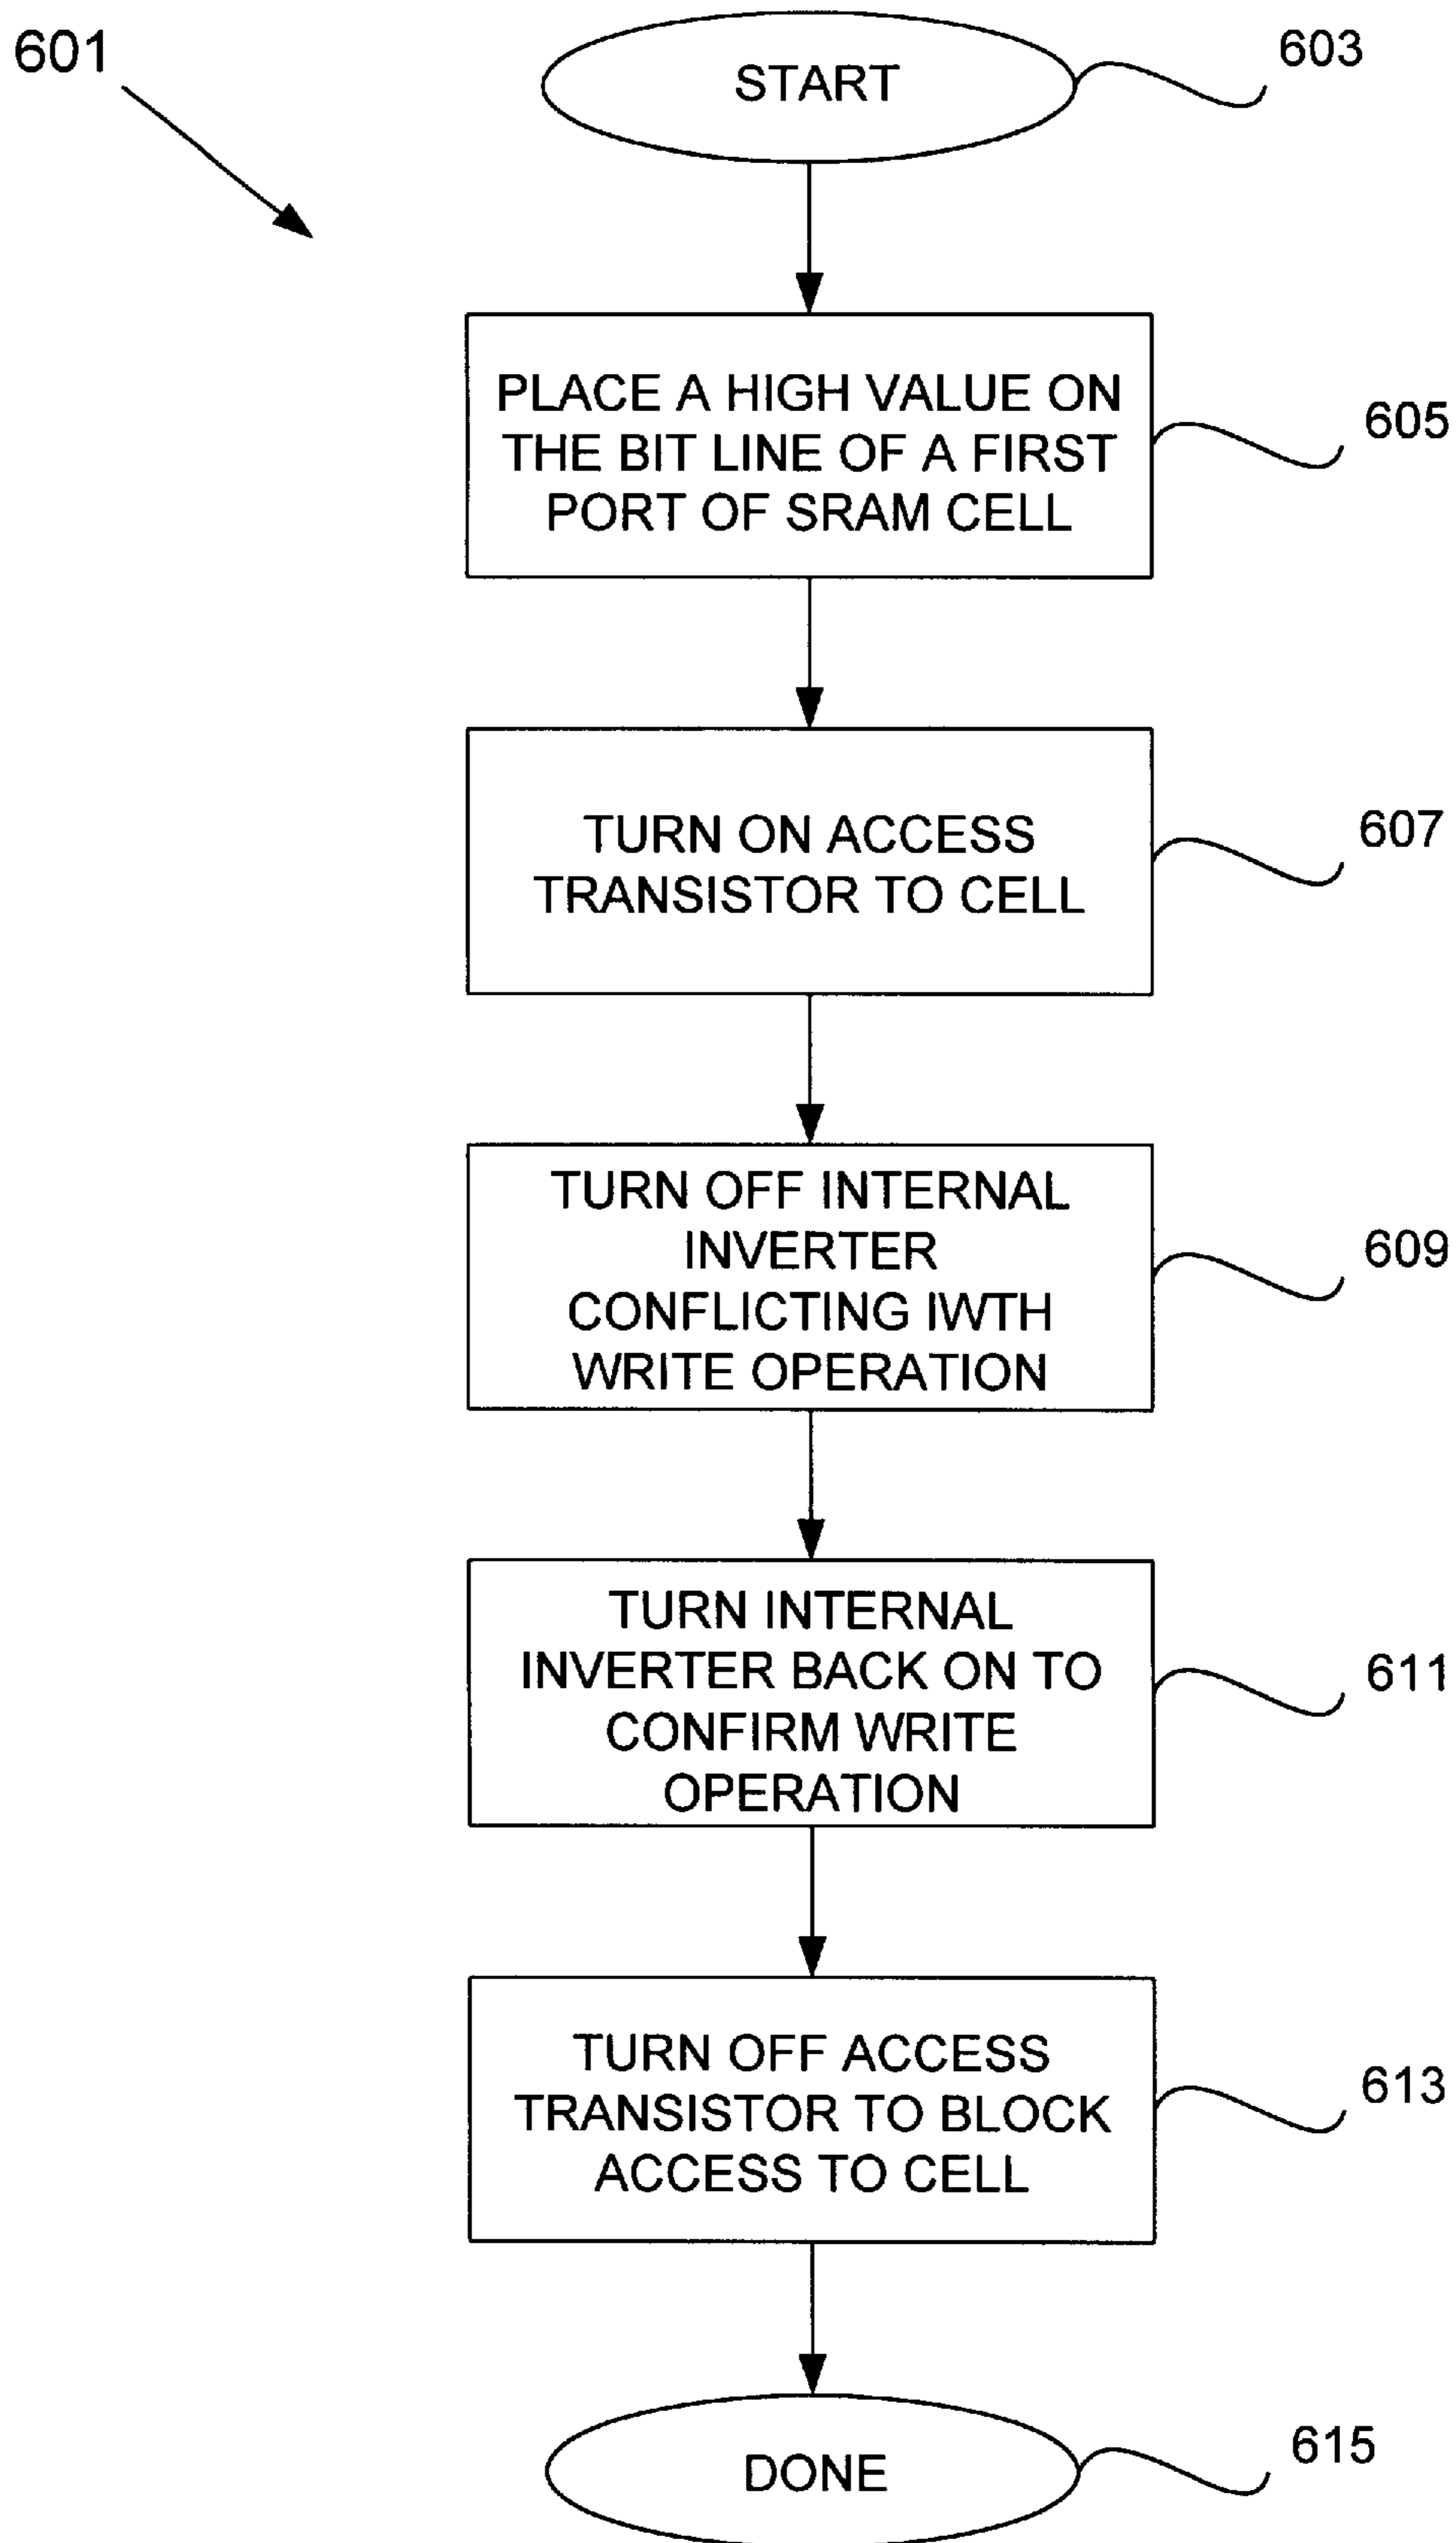 601
START
603
PLACE A HIGH VALUE ON
THE BIT LINE OF A FIRST
PORT OF SRAM CELL
605
TURN ON ACCESS
TRANSISTOR TO CELL
607
TURN OFF INTERNAL
INVERTER
CONFLICTING IWTH
WRITE OPERATION
609
TURN INTERNAL
INVERTER BACK ON TO
CONFIRM WRITE
OPERATION
611
TURN OFF ACCESS
TRANSISTOR TO BLOCK
ACCESS TO CELL
613
DONE
615